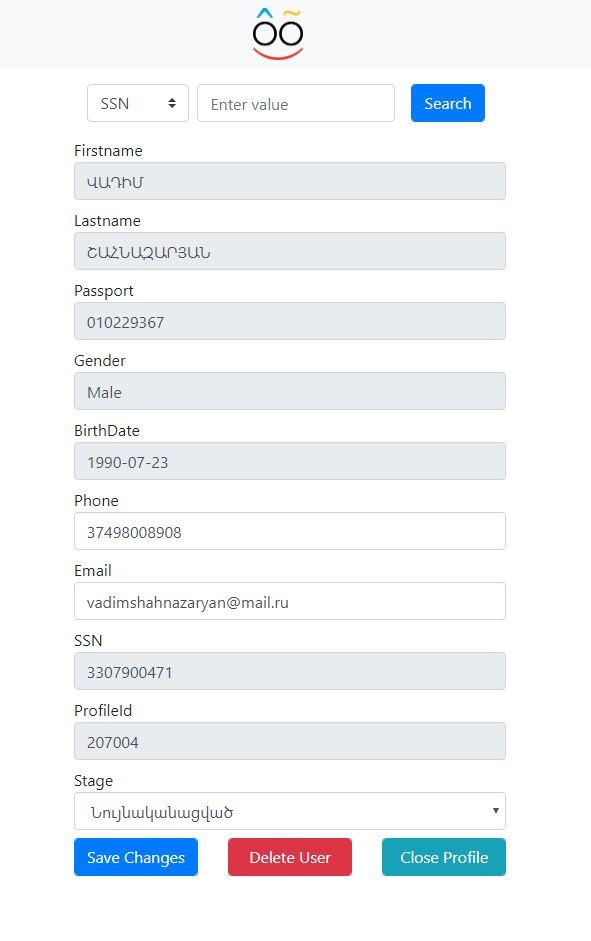 SSN
Enter value
Search
Firstname
ՎԱԴԻՄ
Lastname
ՇԱՀՆԱԶԱՐՅԱՆ
Passport
010229367
Gender
Male
BirthDate
1990-07-23
Phone
37498008908
Email
vadimshahnazaryan@mail.ru
SSN
3307900471
ProfileId
207004
Stage
Նույնականացված
Save Changes
Delete User
Close Profile